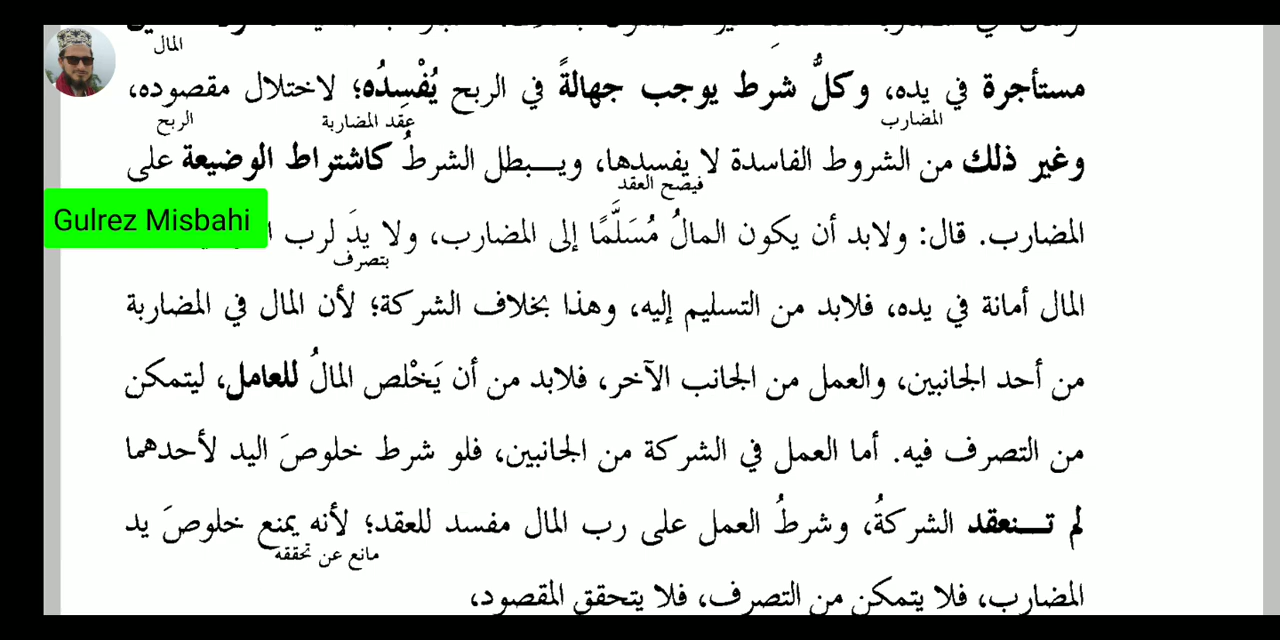 المال
مستأجرة في يده، وكلُّ شرط يوجب جهالةً في الربح يُفْسِدُه؛ لاختلال مقصوده،
المضارب عقد المضاربة الربح
وغير ذلك من الشروط الفاسدة لا يفسدها، ويـبطل الشرطُ كاشتراط الوضيعة على
فيصح العقد
Gulrez Misbahi
المضارب. قال: ولابد أن يكون المالُ مُسَلَّمًا إلى المضارب، ولا يدَ لرب
بتصرف
المال أمانة في يده، فلابد من التسليم إليه، وهذا بخلاف الشركة؛ لأن المال في المضاربة
من أحد الجانبين، والعمل من الجانب الآخر، فلابد من أن يَخْلص المالُ للعامل، ليتمكن
من التصرف فيه. أما العمل في الشركة من الجانبين، فلو شرط خلوصَ اليد لأحدهما
لم تـنعقد الشركةُ، وشرطُ العمل على رب المال مفسد للعقد؛ لأنه يمنع خلوصَ يد
مانع عن تحققه
المضارب، فلا يتمكن من التصرف، فلا يتحقق المقصود،